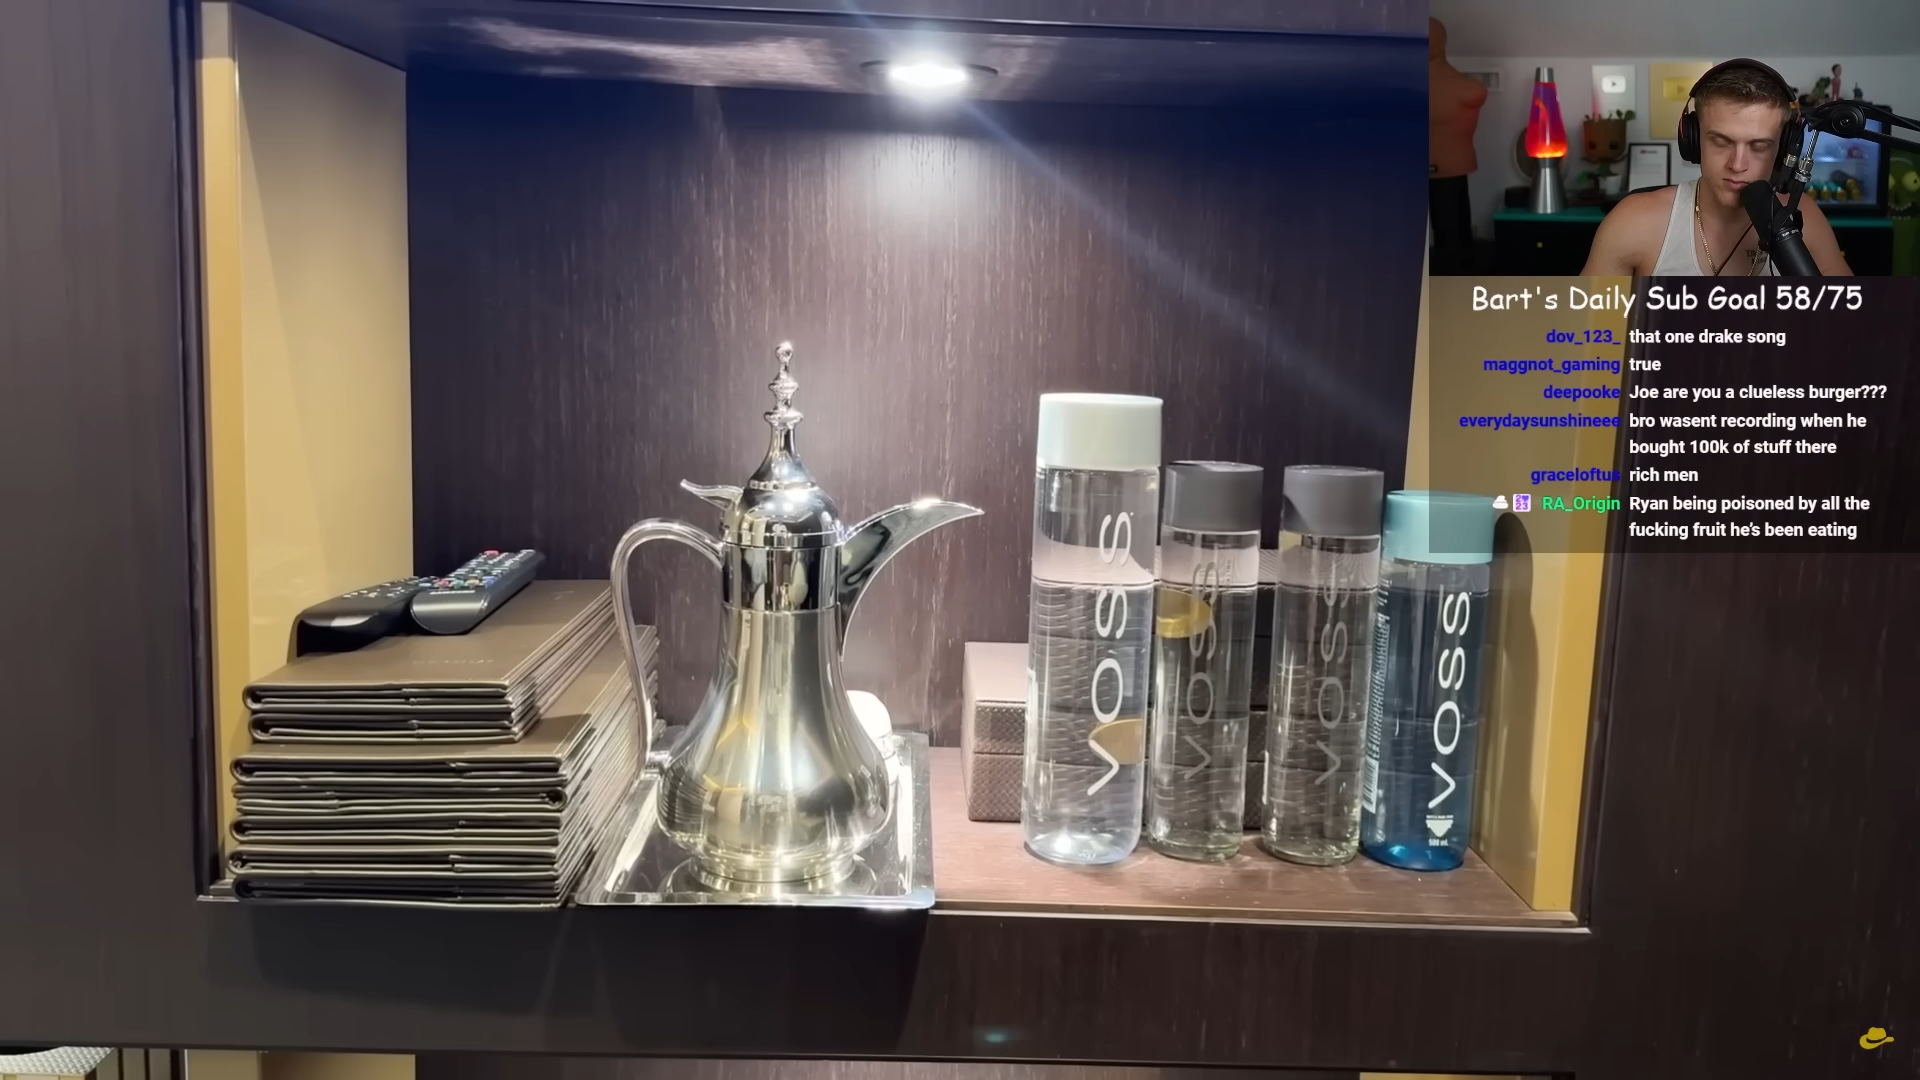 Bart's Daily Sub Goal 58/75
dov_123_ that one drake song
maggnot_gaming true
deepooke Joe are you a clueless burger???
everydaysunshineee bro wasent recording when he
bought 100k of stuff there
graceloftus rich men
RA_Origin Ryan being poisoned by all the
fucking fruit he's been eating
VOSS
VOSS
VOSS
VOSS